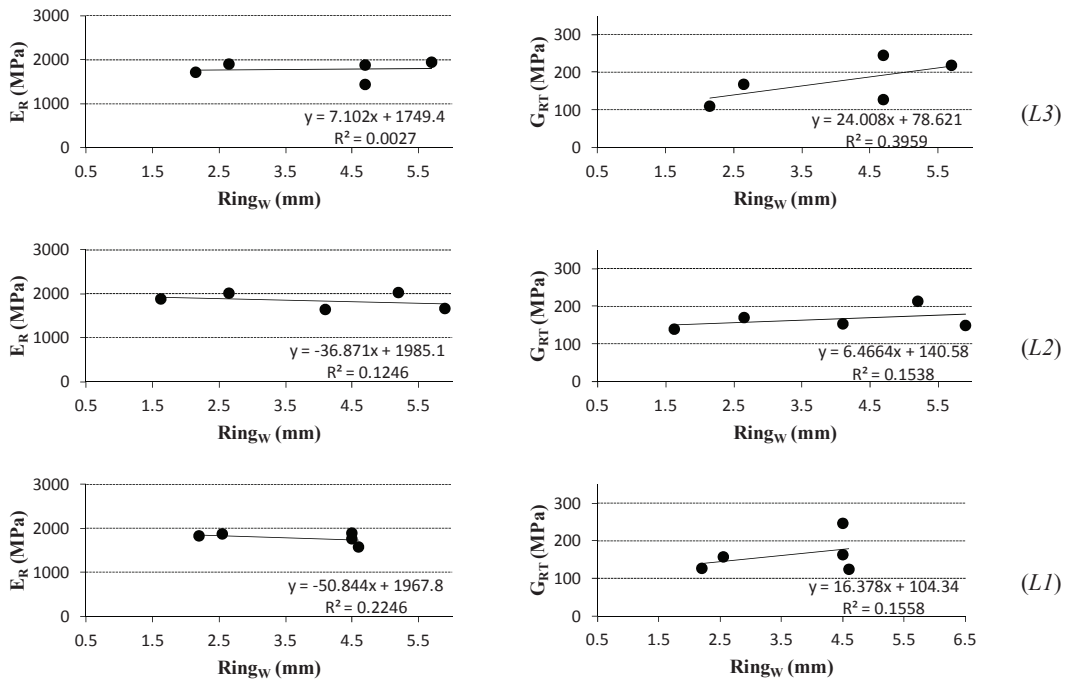 3000
2000
1000
0
E_R (MPa)
y = 7.102x + 1749.4
R² = 0.0027
0.5 1.5 2.5 3.5 4.5 5.5
Ring_W (mm)
300
200
100
0
G_RT (MPa)
y = 24.008x + 78.621
R² = 0.3959
0.5 1.5 2.5 3.5 4.5 5.5
Ring_W (mm)
(L3)
3000
2000
1000
0
E_R (MPa)
y = -36.871x + 1985.1
R² = 0.1246
0.5 1.5 2.5 3.5 4.5 5.5
Ring_W (mm)
300
200
100
0
G_RT (MPa)
y = 6.4664x + 140.58
R² = 0.1538
0.5 1.5 2.5 3.5 4.5 5.5
Ring_W (mm)
(L2)
3000
2000
1000
0
E_R (MPa)
y = -50.844x + 1967.8
R² = 0.2246
0.5 1.5 2.5 3.5 4.5 5.5
Ring_W (mm)
300
200
100
0
G_RT (MPa)
y = 16.378x + 104.34
R² = 0.1558
0.5 1.5 2.5 3.5 4.5 5.5 6.5
Ring_W (mm)
(L1)